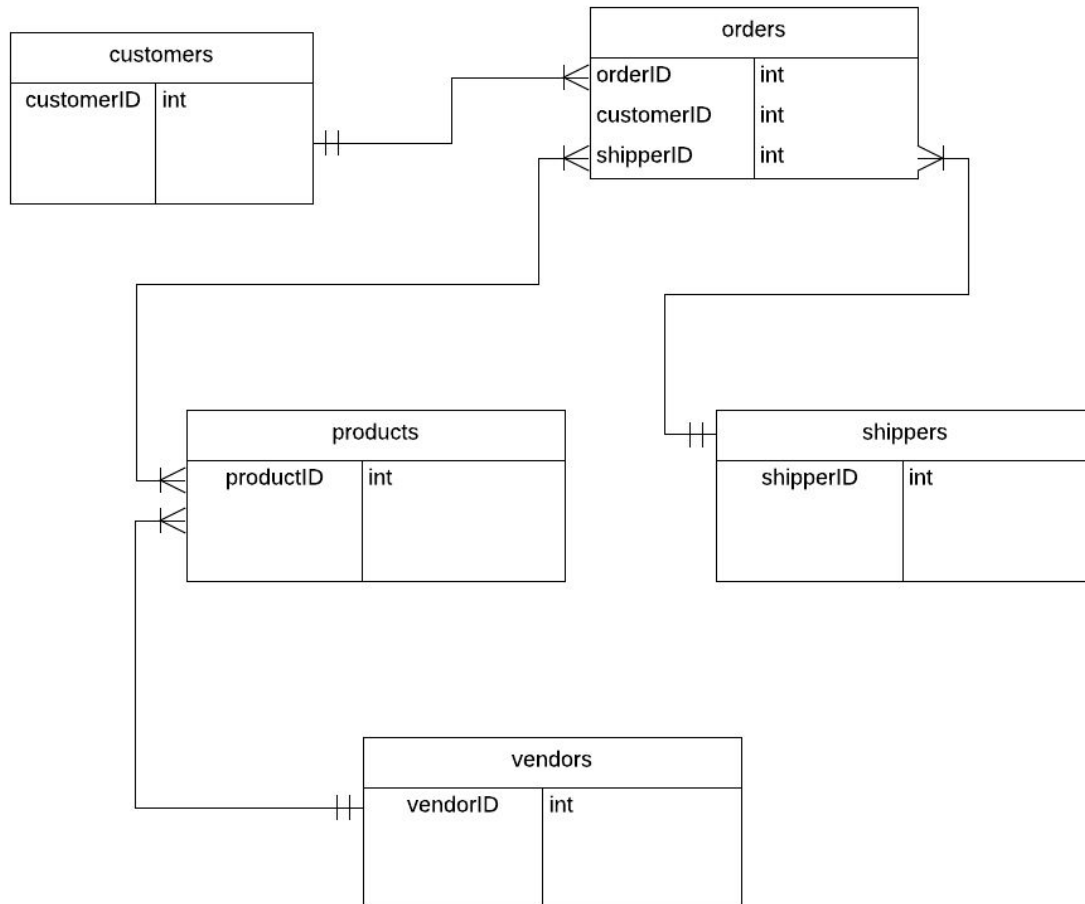 customers
customerID int
orders
orderID int
customerID int
shipperID int
products
productID int
shippers
shipperID int
vendors
vendorID int